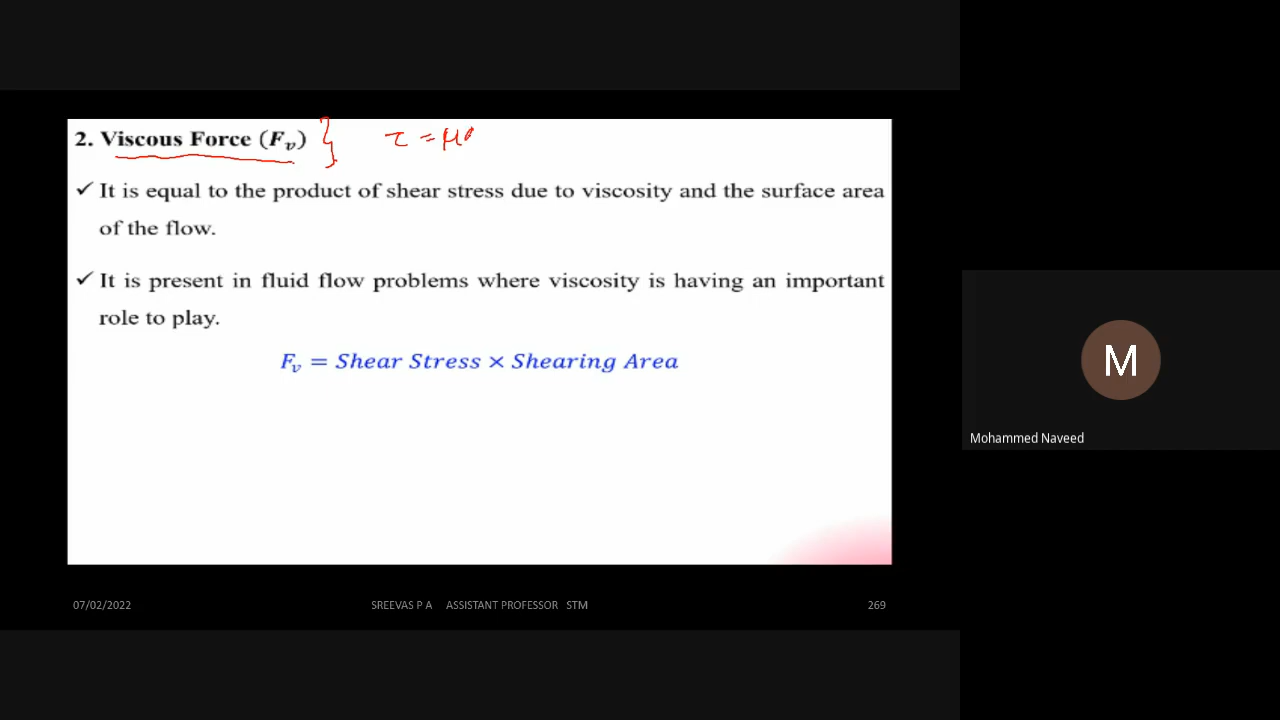 2. Viscous Force (Fᵥ) } τ = μ
✓ It is equal to the product of shear stress due to viscosity and the surface area
of the flow.
✓ It is present in fluid flow problems where viscosity is having an important
role to play.
Fᵥ = Shear Stress × Shearing Area
M
Mohammed Naveed
07/02/2022 SREEVAS P A ASSISTANT PROFESSOR STM 269